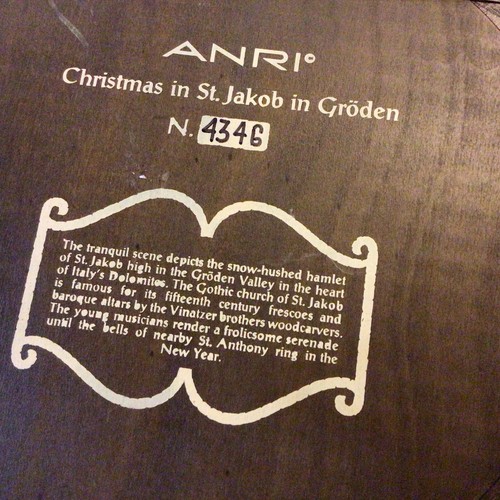 ANRI®
Christmas in St. Jakob in Gröden
N. 4346
The tranquil scene depicts the snow-hushed hamlet
of St. Jakob high in the Gröden Valley in the heart
of Italy's Dolomites. The Gothic church of St. Jakob
is famous for its fifteenth century frescoes and
baroque altars by the Vinatzer brothers woodcarvers.
The young musicians render a frolicsome serenade
until the bells of nearby St. Anthony ring in the
New Year.